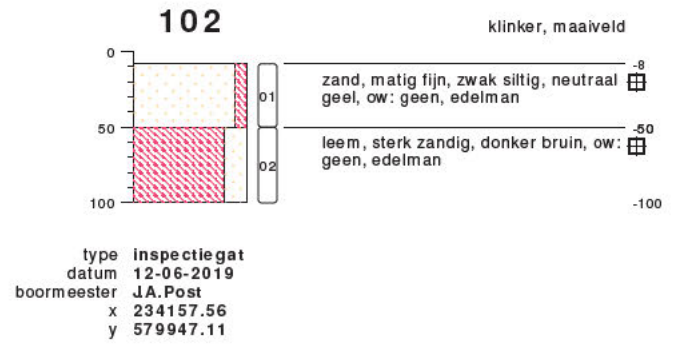 102
klinker, maaiveld
0
-8
zand, matig fijn, zwak siltig, neutraal
geel, ow: geen, edelman
01
50
-50
leem, sterk zandig, donker bruin, ow:
geen, edelman
02
100
-100
type inspectiegat
datum 12-06-2019
boormeester J.A.Post
x 234157.56
y 579947.11